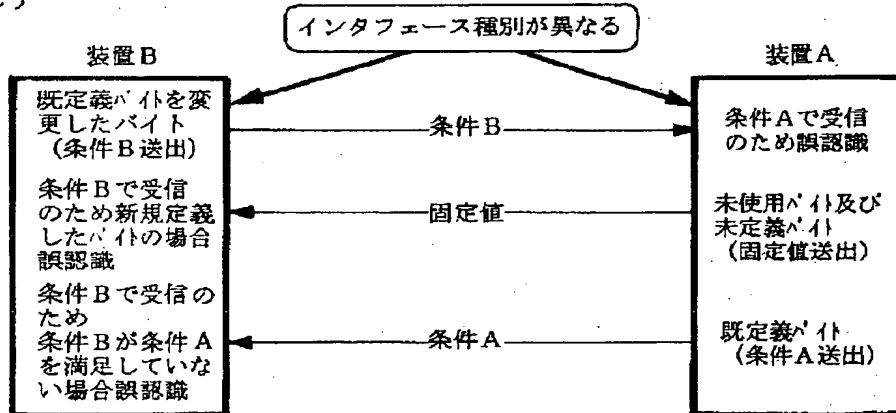 インタフェース種別が異なる
装置B
装置A
既定義バイトを変
更したバイト
(条件B送出)
条件B
条件Aで受信
のため誤認識
条件Bで受信
のため新規定義
したバイトの場合
誤認識
固定値
未使用バイト及び
未定義バイト
(固定値送出)
条件Bで受信の
ため
条件Bが条件A
を満足していな
い場合誤認識
条件A
既定義バイト
(条件A送出)